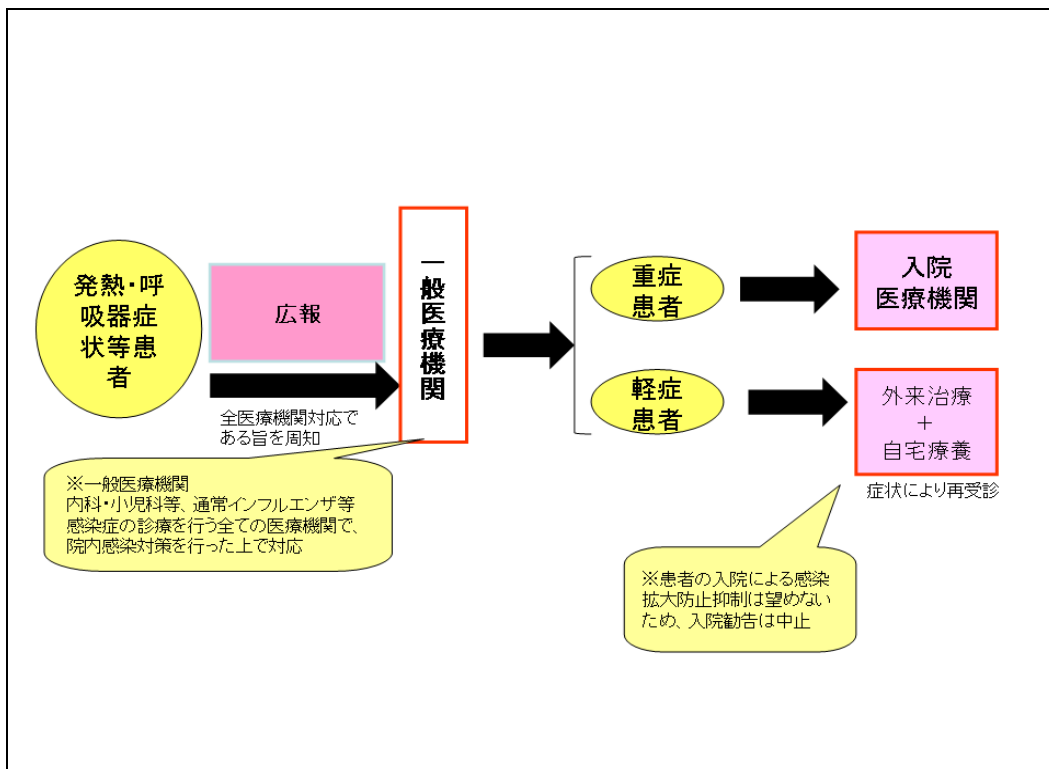 発熱・呼
吸器症
状等患
者
広報
全医療機関対応で
ある旨を周知
一般医療機関
※一般医療機関
内科・小児科等、通常インフルエンザ等
感染症の診療を行う全ての医療機関で、
院内感染対策を行った上で対応
重症
患者
入院
医療機関
軽症
患者
外来治療
+
自宅療養
症状により再受診
※患者の入院による感染
拡大防止抑制は望めない
ため、入院勧告は中止